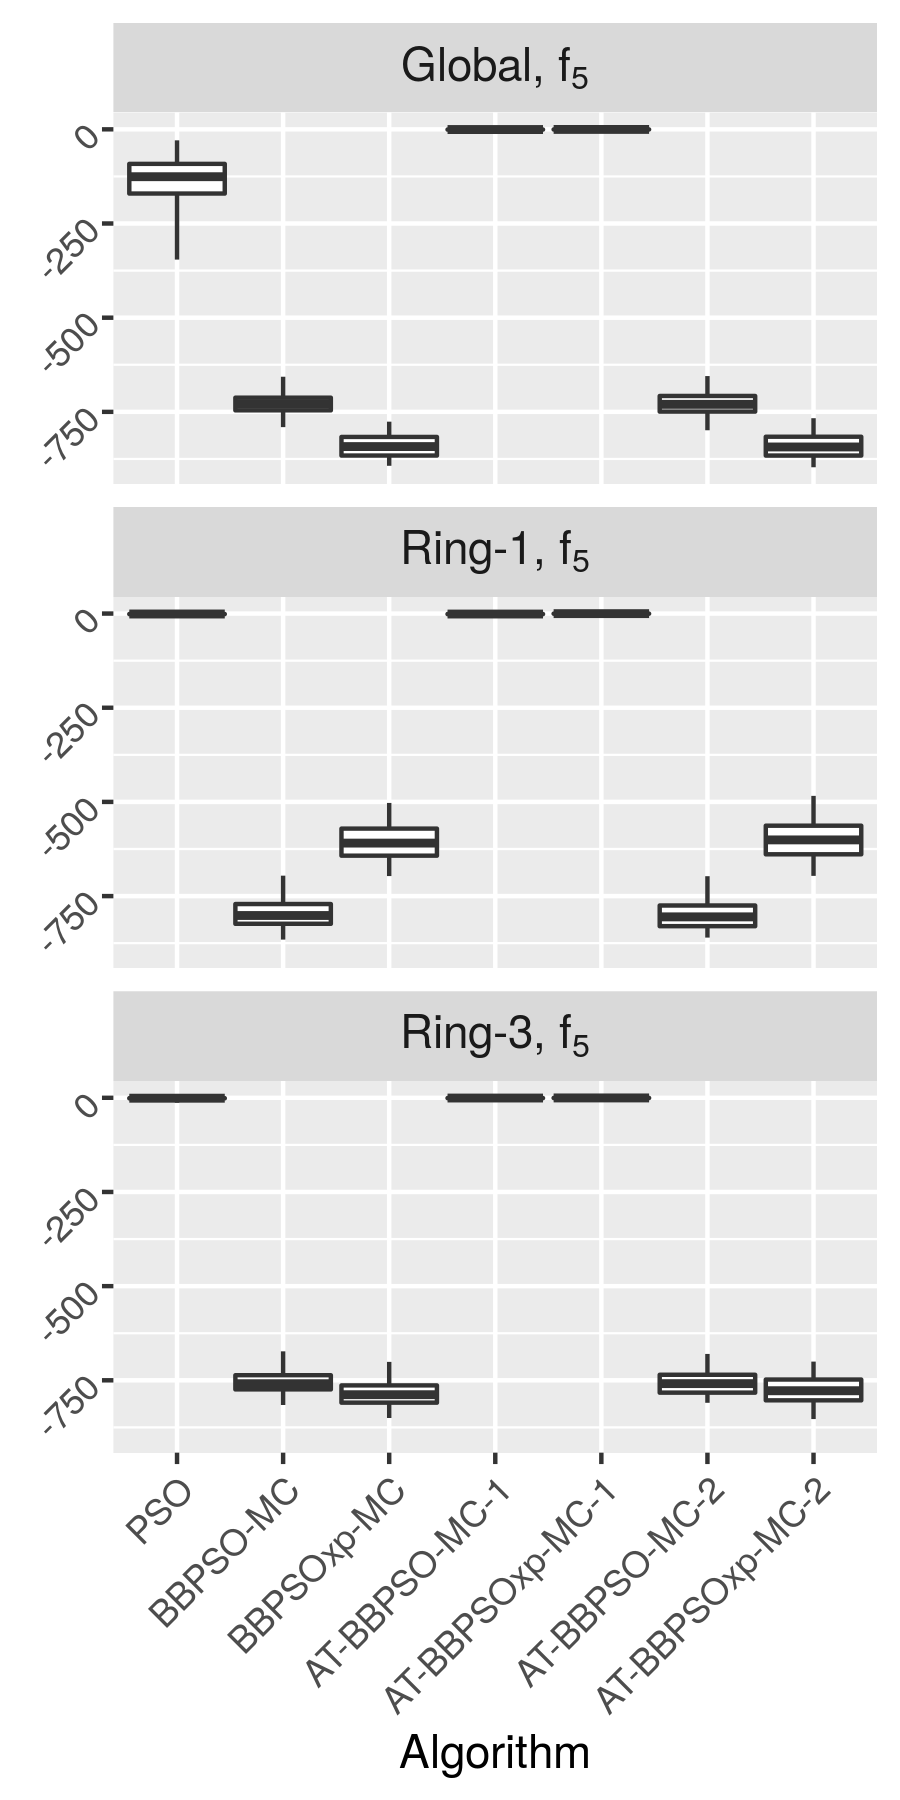 Global, f5
0
-250
-500
-750
Ring-1, f5
0
-250
-500
-750
Ring-3, f5
0
-250
-500
-750
PSO
BBPSO-MC
BBPSOxp-MC
AT-BBPSO-MC-1
AT-BBPSOxp-MC-1
AT-BBPSO-MC-2
AT-BBPSOxp-MC-2
Algorithm